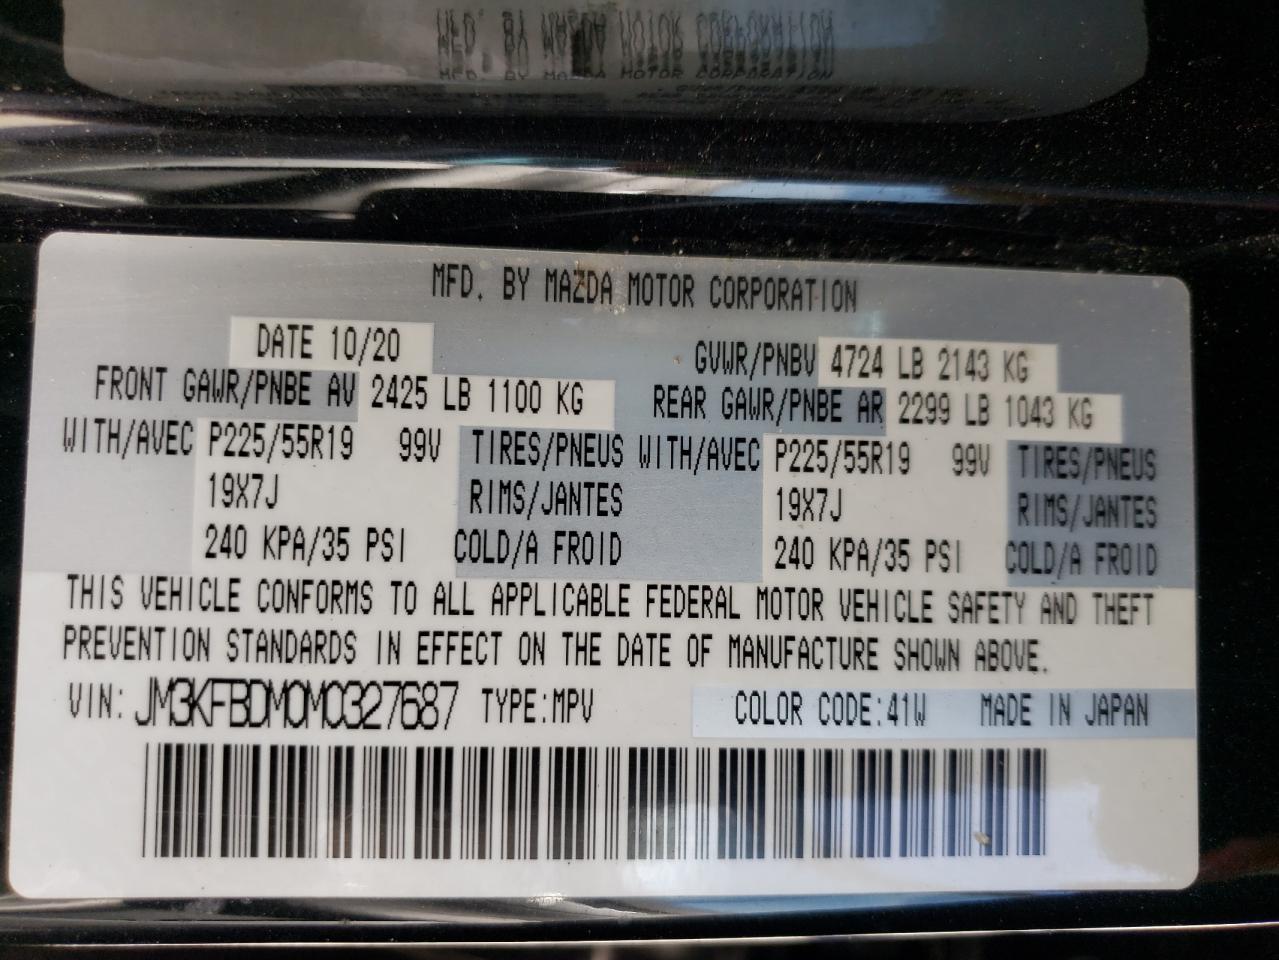 MFD. BY MAZDA MOTOR CORPORATION
MFD. BY MAZDA MOTOR CORPORATION
DATE 10/20 GVWR/PNBV 4724 LB 2143 KG
FRONT GAWR/PNBE AV 2425 LB 1100 KG REAR GAWR/PNBE AR 2299 LB 1043 KG
WITH/AVEC P225/55R19 99V TIRES/PNEUS WITH/AVEC P225/55R19 99V TIRES/PNEUS
19X7J RIMS/JANTES 19X7J RIMS/JANTES
240 KPA/35 PSI COLD/A FROID 240 KPA/35 PSI COLD/A FROID
THIS VEHICLE CONFORMS TO ALL APPLICABLE FEDERAL MOTOR VEHICLE SAFETY AND THEFT
PREVENTION STANDARDS IN EFFECT ON THE DATE OF MANUFACTURE SHOWN ABOVE.
VIN: JM3KFBDM0M0327687 TYPE:MPV COLOR CODE:41W MADE IN JAPAN